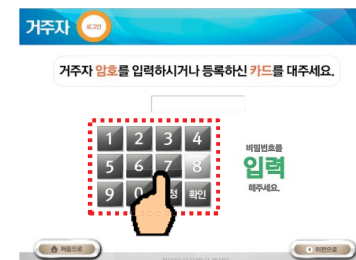 거주자 로그인
거주자 암호를 입력하시거나 등록하신 카드를 대주세요.
1 2 3 4
5 6 7 8
9 0 정 확인
비밀번호를
입력
해주세요.
처음으로
이전으로